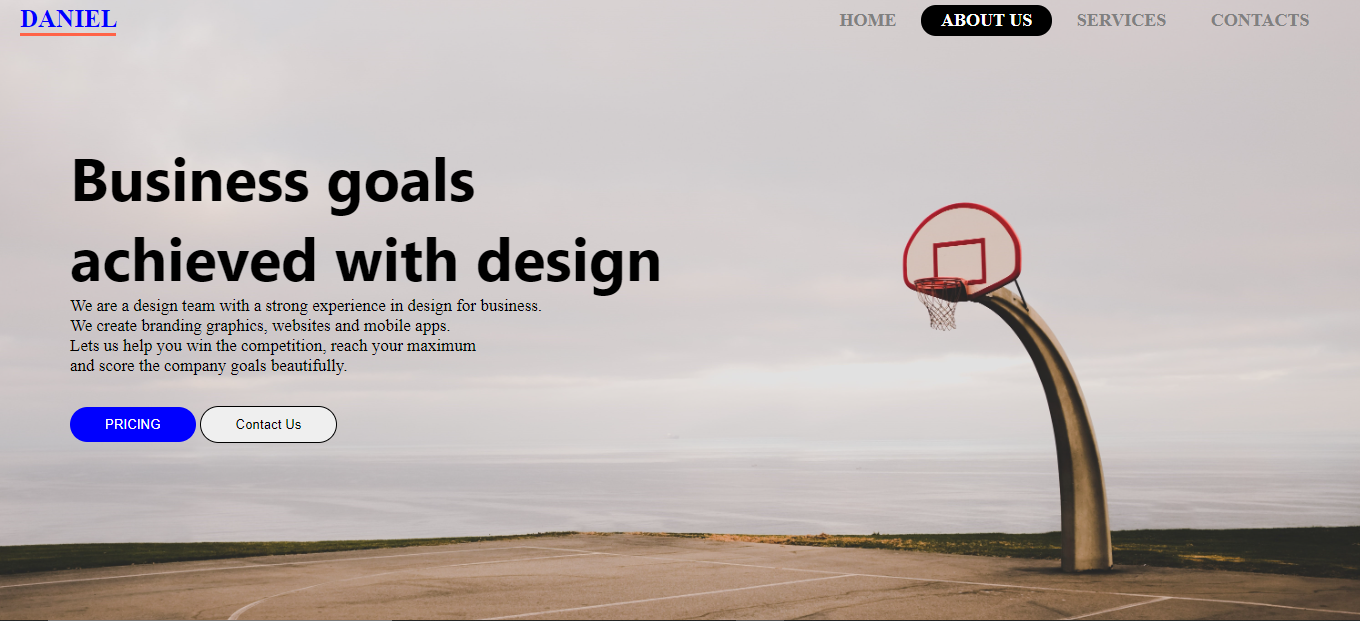 DANIEL
HOME ABOUT US SERVICES CONTACTS
Business goals
achieved with design
We are a design team with a strong experience in design for business.
We create branding graphics, websites and mobile apps.
Lets us help you win the competition, reach your maximum
and score the company goals beautifully.
PRICING Contact Us